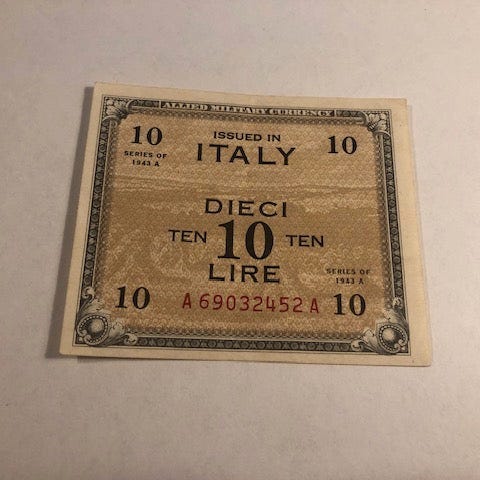 ALLIED MILITARY CURRENCY
10 ISSUED IN 10
SERIES OF
1943 A
ITALY
DIECI
TEN 10 TEN
LIRE
SERIES OF
1943 A
10 A 69032452 A 10